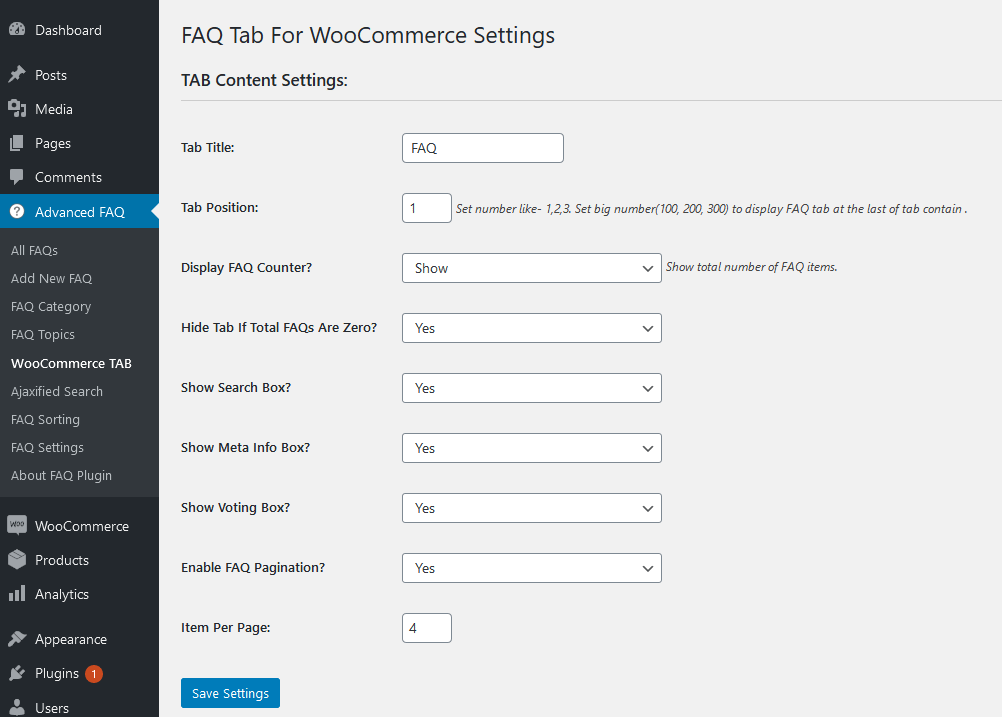 Dashboard
Posts
Media
Pages
Comments
Advanced FAQ
All FAQs
Add New FAQ
FAQ Category
FAQ Topics
WooCommerce TAB
Ajaxified Search
FAQ Sorting
FAQ Settings
About FAQ Plugin
Woo WooCommerce
Products
Analytics
Appearance
Plugins 1
Users
FAQ Tab For WooCommerce Settings
TAB Content Settings:
Tab Title: FAQ
Tab Position: 1 Set number like- 1,2,3. Set big number(100, 200, 300) to display FAQ tab at the last of tab contain .
Display FAQ Counter? Show Show total number of FAQ items.
Hide Tab If Total FAQs Are Zero? Yes
Show Search Box? Yes
Show Meta Info Box? Yes
Show Voting Box? Yes
Enable FAQ Pagination? Yes
Item Per Page: 4
Save Settings